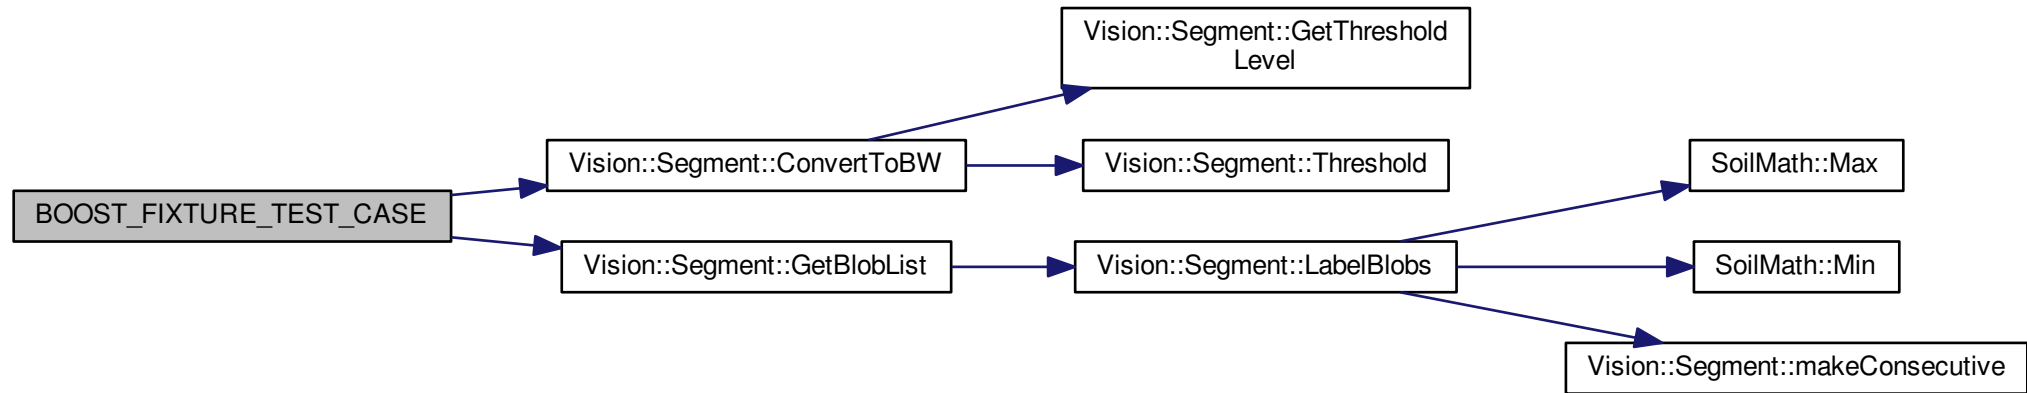 Vision::Segment::GetThreshold
Level
Vision::Segment::ConvertToBW
Vision::Segment::Threshold
SoilMath::Max
BOOST_FIXTURE_TEST_CASE
Vision::Segment::GetBlobList
Vision::Segment::LabelBlobs
SoilMath::Min
Vision::Segment::makeConsecutive